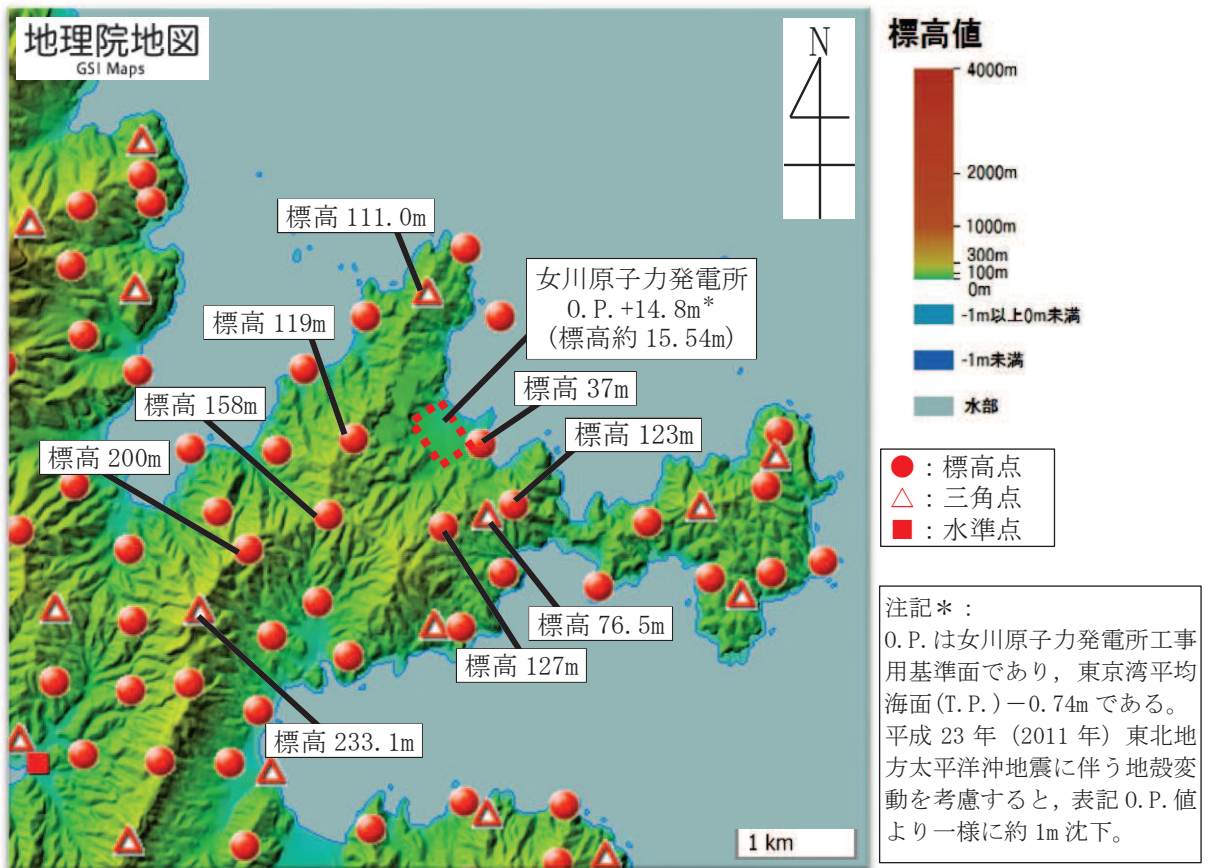 地理院地図
GSI Maps
N
標高 111.0m
女川原子力発電所
O.P.+14.8m*
(標高約 15.54m)
標高 119m
標高 37m
標高 158m
標高 123m
標高 200m
標高 76.5m
標高 127m
標高 233.1m
1 km
標高値
4000m
2000m
1000m
300m
100m
0m
-1m以上0m未満
-1m未満
水部
:標高点
:三角点
:水準点
注記*:
O.P.は女川原子力発電所工事
用基準面であり,東京湾平均
海面(T.P.)-0.74mである。
平成 23 年(2011 年)東北地
方太平洋沖地震に伴う地殻変
動を考慮すると,表記O.P.値
より一様に約 1m 沈下。